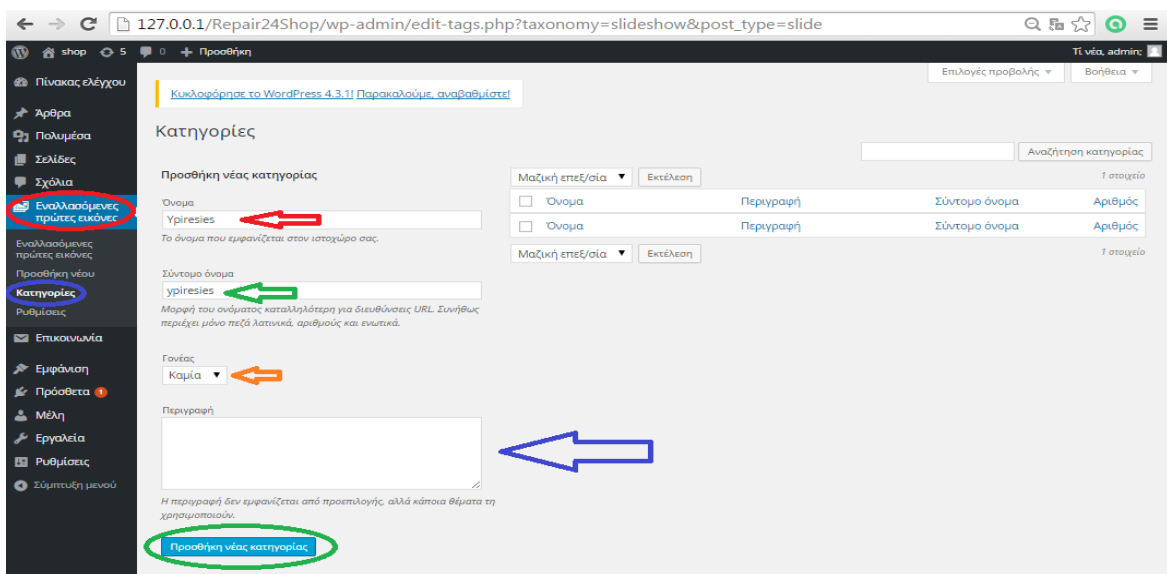 127.0.0.1/Repair24Shop/wp-admin/edit-tags.php?taxonomy=slideshow&post_type=slide
shop 5 0 + Προσθήκη Τί νέα, admin;
Επιλογές προβολής Βοήθεια
Πίνακας ελέγχου
Άρθρα
Πολυμέσα
Σελίδες
Σχόλια
Εναλλασόμενες
πρώτες εικόνες
Εναλλασόμενες
πρώτες εικόνες
Προσθήκη νέου
Κατηγορίες
Ρυθμίσεις
Επικοινωνία
Εμφάνιση
Πρόσθετα 1
Μέλη
Εργαλεία
Ρυθμίσεις
Σύμπτυξη μενού
Κυκλοφόρησε το WordPress 4.3.1! Παρακαλούμε, αναβαθμίστε!
Κατηγορίες
Αναζήτηση κατηγορίας
Προσθήκη νέας κατηγορίας
Όνομα
Ypiresies
Το όνομα που εμφανίζεται στον ιστοχώρο σας.
Σύντομο όνομα
ypiresies
Μορφή του ονόματος καταλληλότερη για διευθύνσεις URL. Συνήθως
περιέχει μόνο πεζά λατινικά, αριθμούς και ενωτικά.
Γονέας
Καμία
Περιγραφή
Η περιγραφή δεν εμφανίζεται από προεπιλογής, αλλά κάποια θέματα τη
χρησιμοποιούν.
Προσθήκη νέας κατηγορίας
Μαζική επεξ/σία Εκτέλεση 1 στοιχείο
Όνομα Περιγραφή Σύντομο όνομα Αριθμός
Όνομα Περιγραφή Σύντομο όνομα Αριθμός
Μαζική επεξ/σία Εκτέλεση 1 στοιχείο